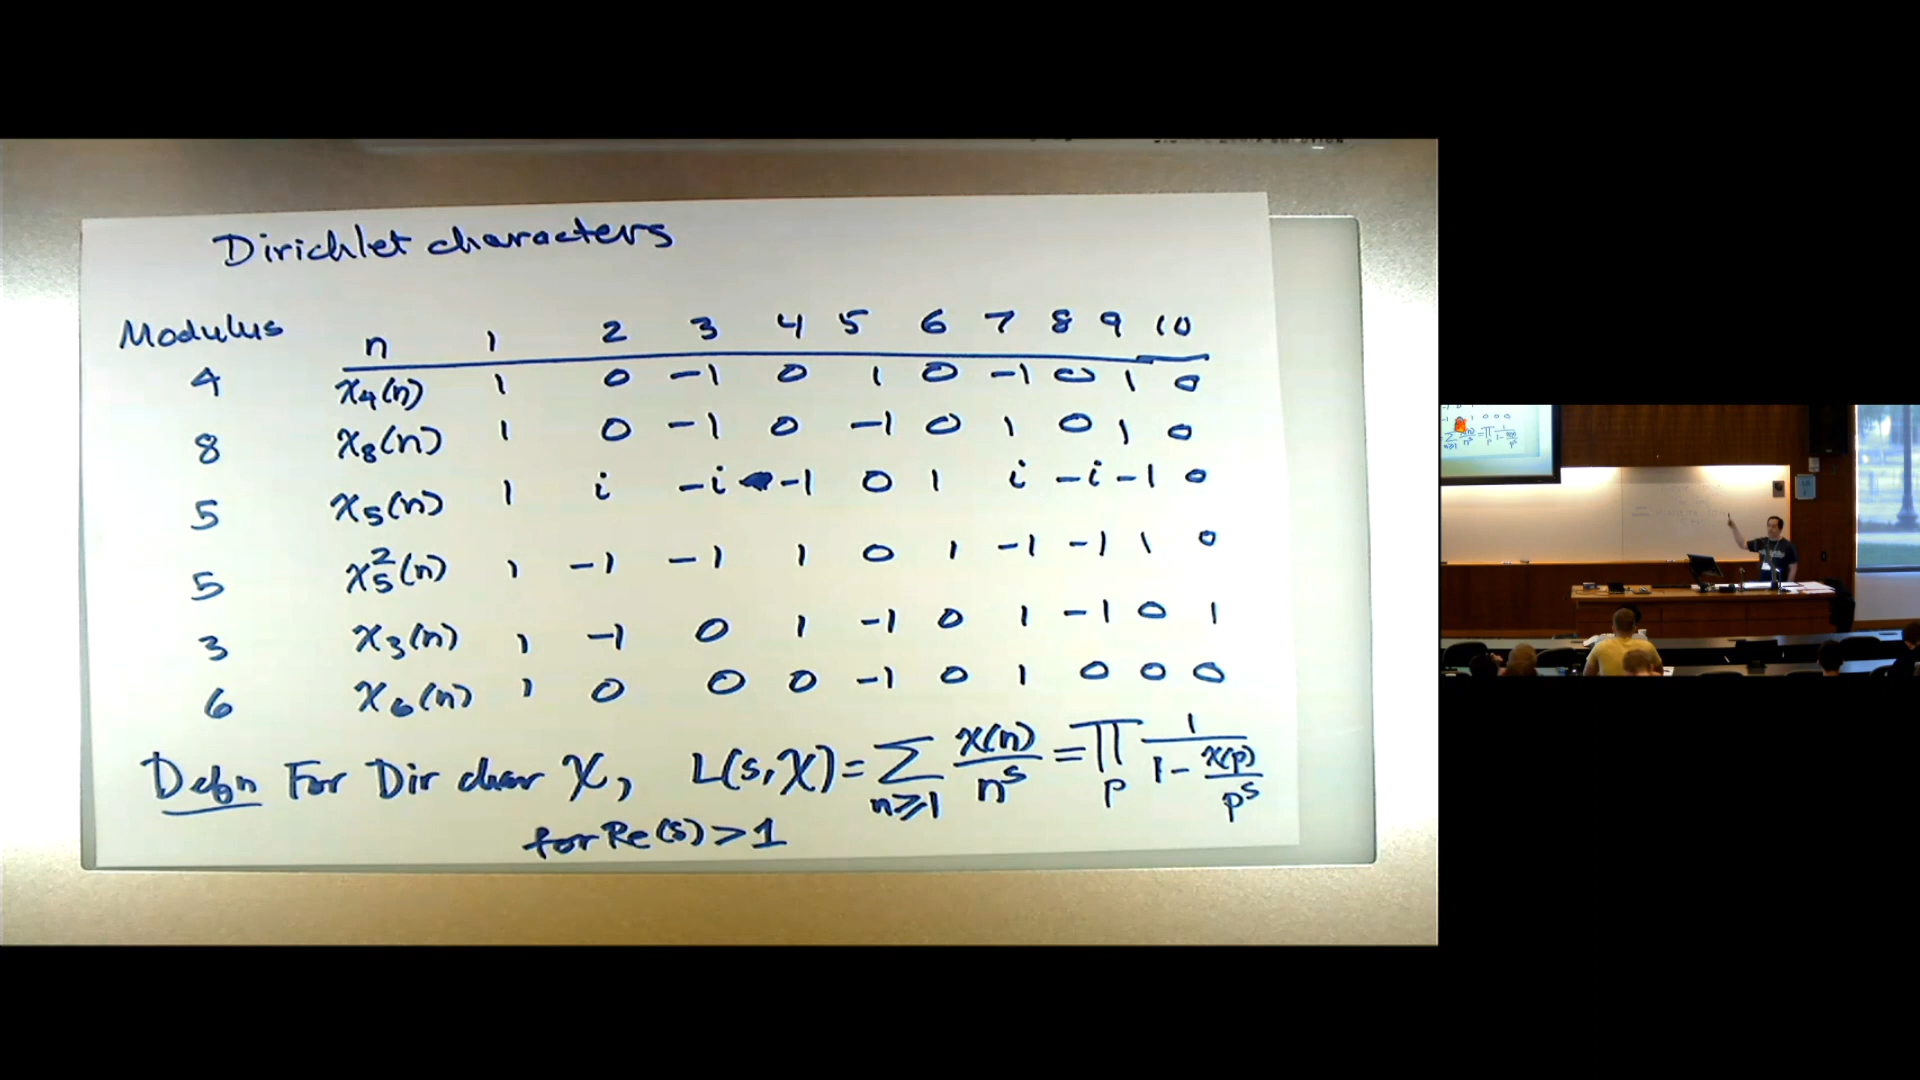 Dirichlet characters
Modulus n 1 2 3 4 5 6 7 8 9 10
4 χ₄(n) 1 0 -1 0 1 0 -1 0 1 0
8 χ₈(n) 1 0 -1 0 -1 0 1 0 1 0
5 χ₅(n) 1 i -i -1 0 1 i -i -1 0
5 χ₅²(n) 1 -1 -1 1 0 1 -1 -1 1 0
3 χ₃(n) 1 -1 0 1 -1 0 1 -1 0 1
6 χ₆(n) 1 0 0 0 -1 0 1 0 0 0
Defn For Dir char χ, L(s,χ) = ∑_{n≥1} χ(n)/n^s = ∏_p 1/(1 - χ(p)/p^s)
for Re(s) > 1